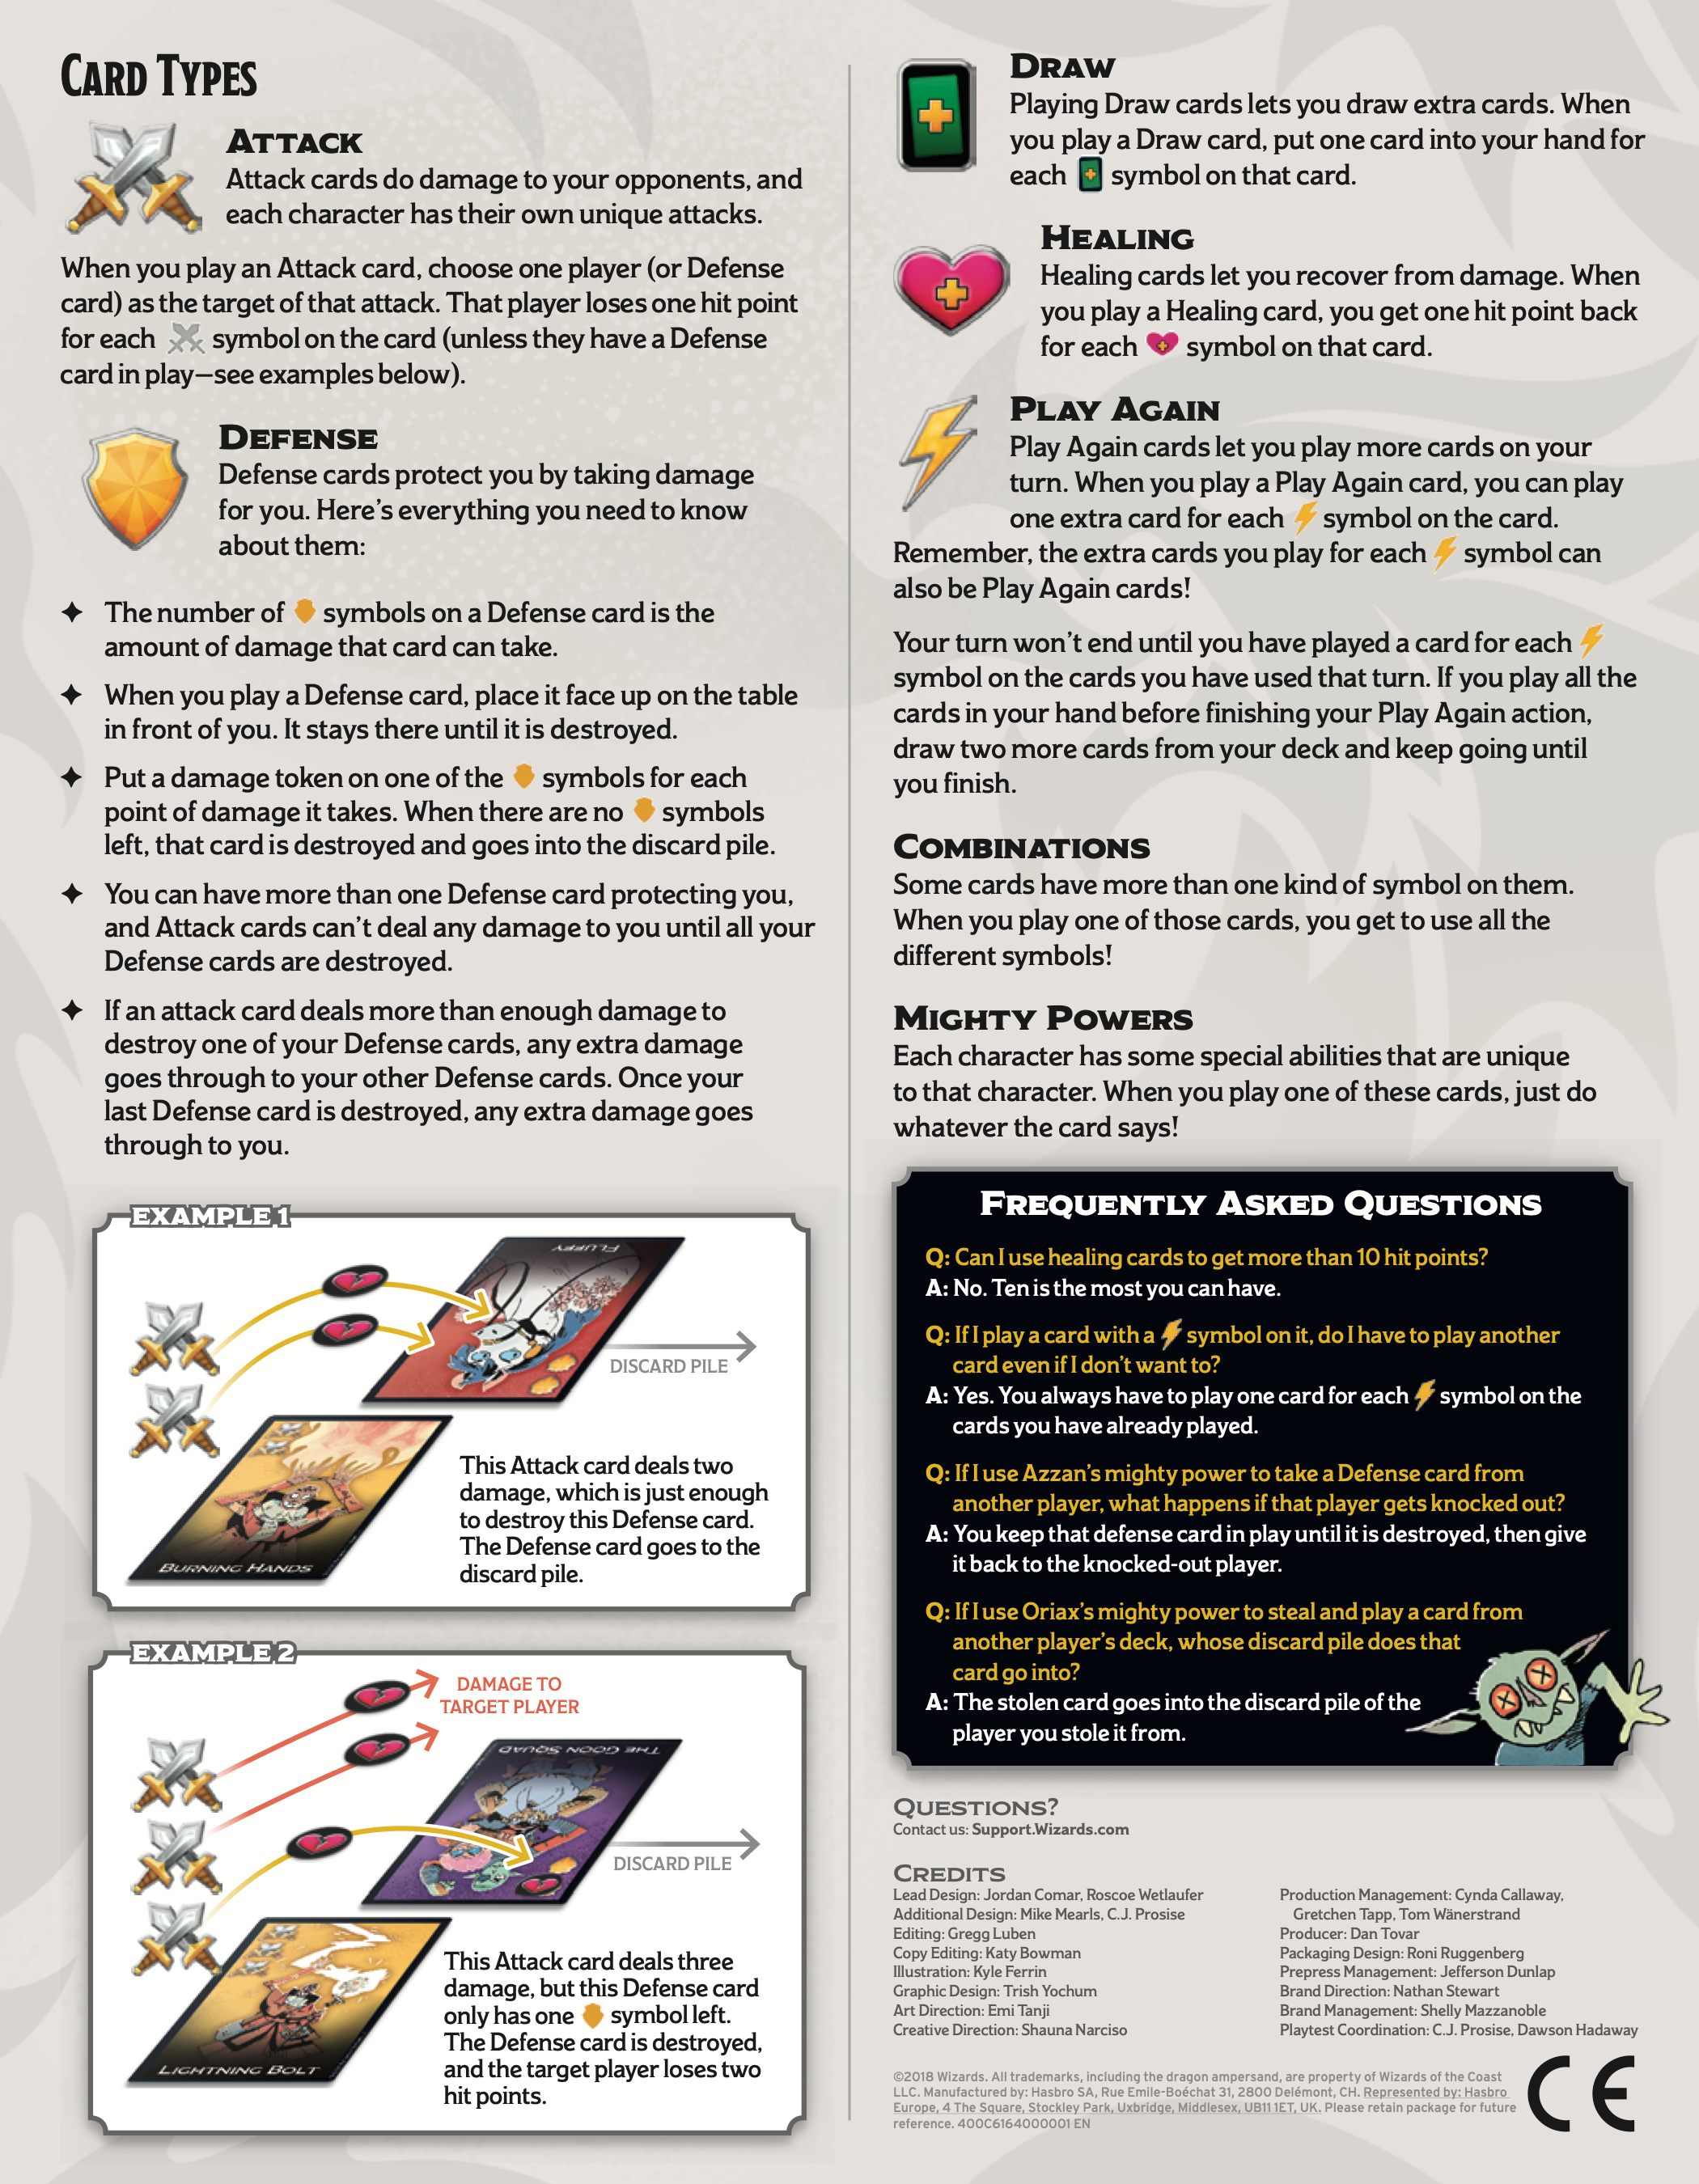 CARD TYPES
ATTACK
Attack cards do damage to your opponents, and
each character has their own unique attacks.
When you play an Attack card, choose one player (or Defense
card) as the target of that attack. That player loses one hit point
for each symbol on the card (unless they have a Defense
card in play—see examples below).
DEFENSE
Defense cards protect you by taking damage
for you. Here's everything you need to know
about them:
The number of symbols on a Defense card is the
amount of damage that card can take.
When you play a Defense card, place it face up on the table
in front of you. It stays there until it is destroyed.
Put a damage token on one of the symbols for each
point of damage it takes. When there are no symbols
left, that card is destroyed and goes into the discard pile.
You can have more than one Defense card protecting you,
and Attack cards can't deal any damage to you until all your
Defense cards are destroyed.
If an attack card deals more than enough damage to
destroy one of your Defense cards, any extra damage
goes through to your other Defense cards. Once your
last Defense card is destroyed, any extra damage goes
through to you.
EXAMPLE 1
FLUFFY
DISCARD PILE
BURNING HANDS
This Attack card deals two
damage, which is just enough
to destroy this Defense card.
The Defense card goes to the
discard pile.
EXAMPLE 2
DAMAGE TO
TARGET PLAYER
THE GOON SQUAD
DISCARD PILE
LIGHTNING BOLT
This Attack card deals three
damage, but this Defense card
only has one symbol left.
The Defense card is destroyed,
and the target player loses two
hit points.
DRAW
Playing Draw cards lets you draw extra cards. When
you play a Draw card, put one card into your hand for
each symbol on that card.
HEALING
Healing cards let you recover from damage. When
you play a Healing card, you get one hit point back
for each symbol on that card.
PLAY AGAIN
Play Again cards let you play more cards on your
turn. When you play a Play Again card, you can play
one extra card for each symbol on the card.
Remember, the extra cards you play for each symbol can
also be Play Again cards!
Your turn won't end until you have played a card for each
symbol on the cards you have used that turn. If you play all the
cards in your hand before finishing your Play Again action,
draw two more cards from your deck and keep going until
you finish.
COMBINATIONS
Some cards have more than one kind of symbol on them.
When you play one of those cards, you get to use all the
different symbols!
MIGHTY POWERS
Each character has some special abilities that are unique
to that character. When you play one of these cards, just do
whatever the card says!
FREQUENTLY ASKED QUESTIONS
Q: Can I use healing cards to get more than 10 hit points?
A: No. Ten is the most you can have.
Q: If I play a card with a symbol on it, do I have to play another
card even if I don't want to?
A: Yes. You always have to play one card for each symbol on the
cards you have already played.
Q: If I use Azzan's mighty power to take a Defense card from
another player, what happens if that player gets knocked out?
A: You keep that defense card in play until it is destroyed, then give
it back to the knocked-out player.
Q: If I use Oriax's mighty power to steal and play a card from
another player's deck, whose discard pile does that
card go into?
A: The stolen card goes into the discard pile of the
player you stole it from.
QUESTIONS?
Contact us: Support.Wizards.com
CREDITS
Lead Design: Jordan Comar, Roscoe Wetlaufer
Additional Design: Mike Mearls, C.J. Prosise
Editing: Gregg Luben
Copy Editing: Katy Bowman
Illustration: Kyle Ferrin
Graphic Design: Trish Yochum
Art Direction: Emi Tanji
Creative Direction: Shauna Narciso
Production Management: Cynda Callaway,
Gretchen Tapp, Tom Wänerstrand
Producer: Dan Tovar
Packaging Design: Roni Ruggenberg
Prepress Management: Jefferson Dunlap
Brand Direction: Nathan Stewart
Brand Management: Shelly Mazzanoble
Playtest Coordination: C.J. Prosise, Dawson Hadaway
©2018 Wizards. All trademarks, including the dragon ampersand, are property of Wizards of the Coast
LLC. Manufactured by: Hasbro SA, Rue Emile-Boéchat 31, 2800 Delémont, CH. Represented by: Hasbro
Europe, 4 The Square, Stockley Park, Uxbridge, Middlesex, UB11 1ET, UK. Please retain package for future
reference. 400C6164000001 EN
CE